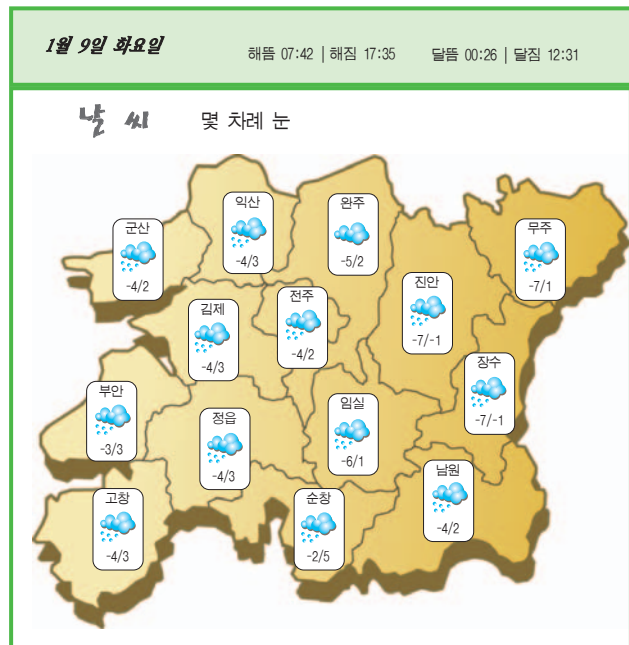 1월 9일 화요일
해뜸 07:42 | 해짐 17:35 달뜸 00:26 | 달짐 12:31
날 씨 몇 차례 눈
익산
-4/3
완주
-5/2
군산
-4/2
무주
-7/1
진안
-7/-1
전주
-4/2
김제
-4/3
장수
-7/-1
부안
-3/3
임실
-6/1
정읍
-4/3
남원
-4/2
고창
-4/3
순창
-2/5